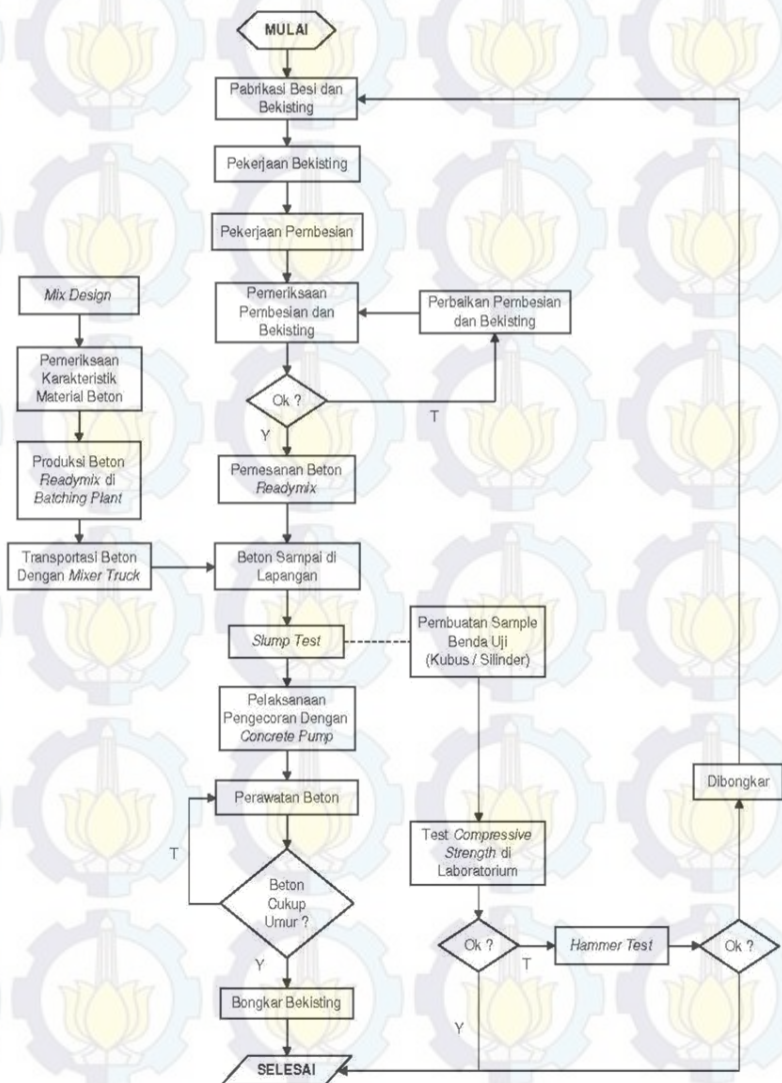 MULAI
Pabrikasi Besi dan
Bekisting
Pekerjaan Bekisting
Pekerjaan Pembesian
Mix Design
Pemeriksaan
Pembesian dan
Bekisting
Perbaikan Pembesian
dan Bekisting
Pemeriksaan
Karakteristik
Material Beton
Ok ?
T
Y
Produksi Beton
Readymix di
Batching Plant
Pemesanan Beton
Readymix
Transportasi Beton
Dengan Mixer Truck
Beton Sampai di
Lapangan
Slump Test
Pembuatan Sample
Benda Uji
(Kubus / Silinder)
Pelaksanaan
Pengecoran Dengan
Concrete Pump
Perawatan Beton
Dibongkar
T
Beton
Cukup
Umur ?
Y
Test Compressive
Strength di
Laboratorium
Ok ?
T
Hammer Test
Ok ?
Y
Bongkar Bekisting
SELESAI